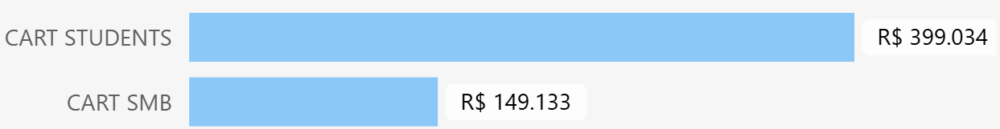 CART STUDENTS R$ 399.034
CART SMB R$ 149.133